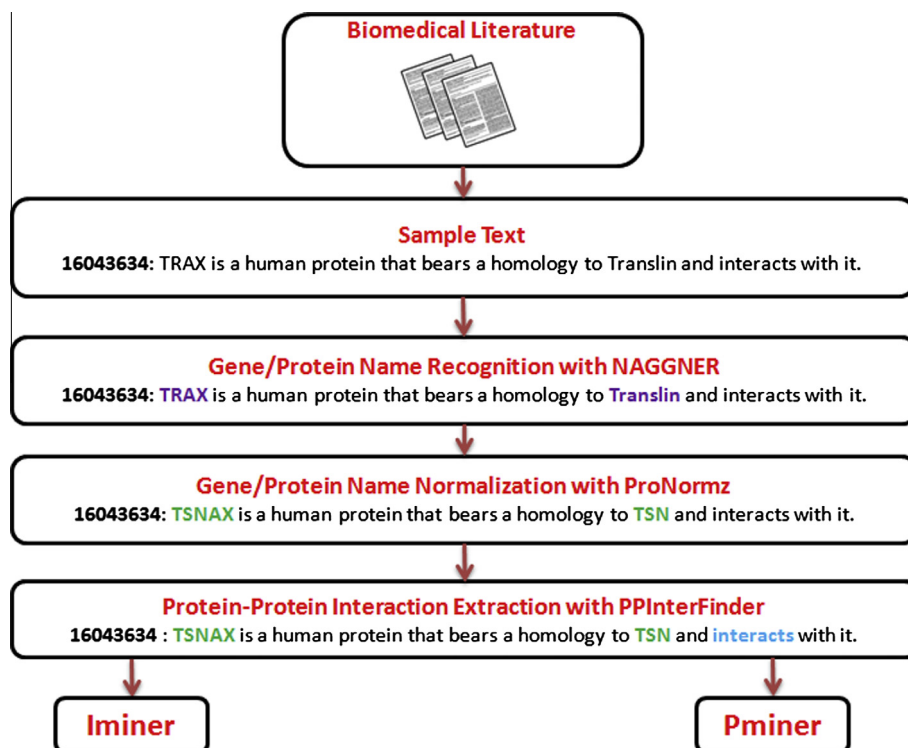 Biomedical Literature
Sample Text
16043634: TRAX is a human protein that bears a homology to Translin and interacts with it.
Gene/Protein Name Recognition with NAGGNER
16043634: TRAX is a human protein that bears a homology to Translin and interacts with it.
Gene/Protein Name Normalization with ProNormz
16043634: TSNAX is a human protein that bears a homology to TSN and interacts with it.
Protein-Protein Interaction Extraction with PPInterFinder
16043634 : TSNAX is a human protein that bears a homology to TSN and interacts with it.
Iminer
Pminer